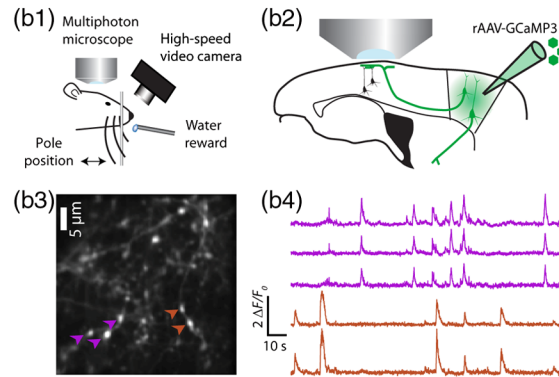 (b1)
Multiphoton
microscope
High-speed
video camera
Water
reward
Pole
position
(b2)
rAAV-GCaMP3
(b3)
5 μm
(b4)
2 ΔF/F0
10 s